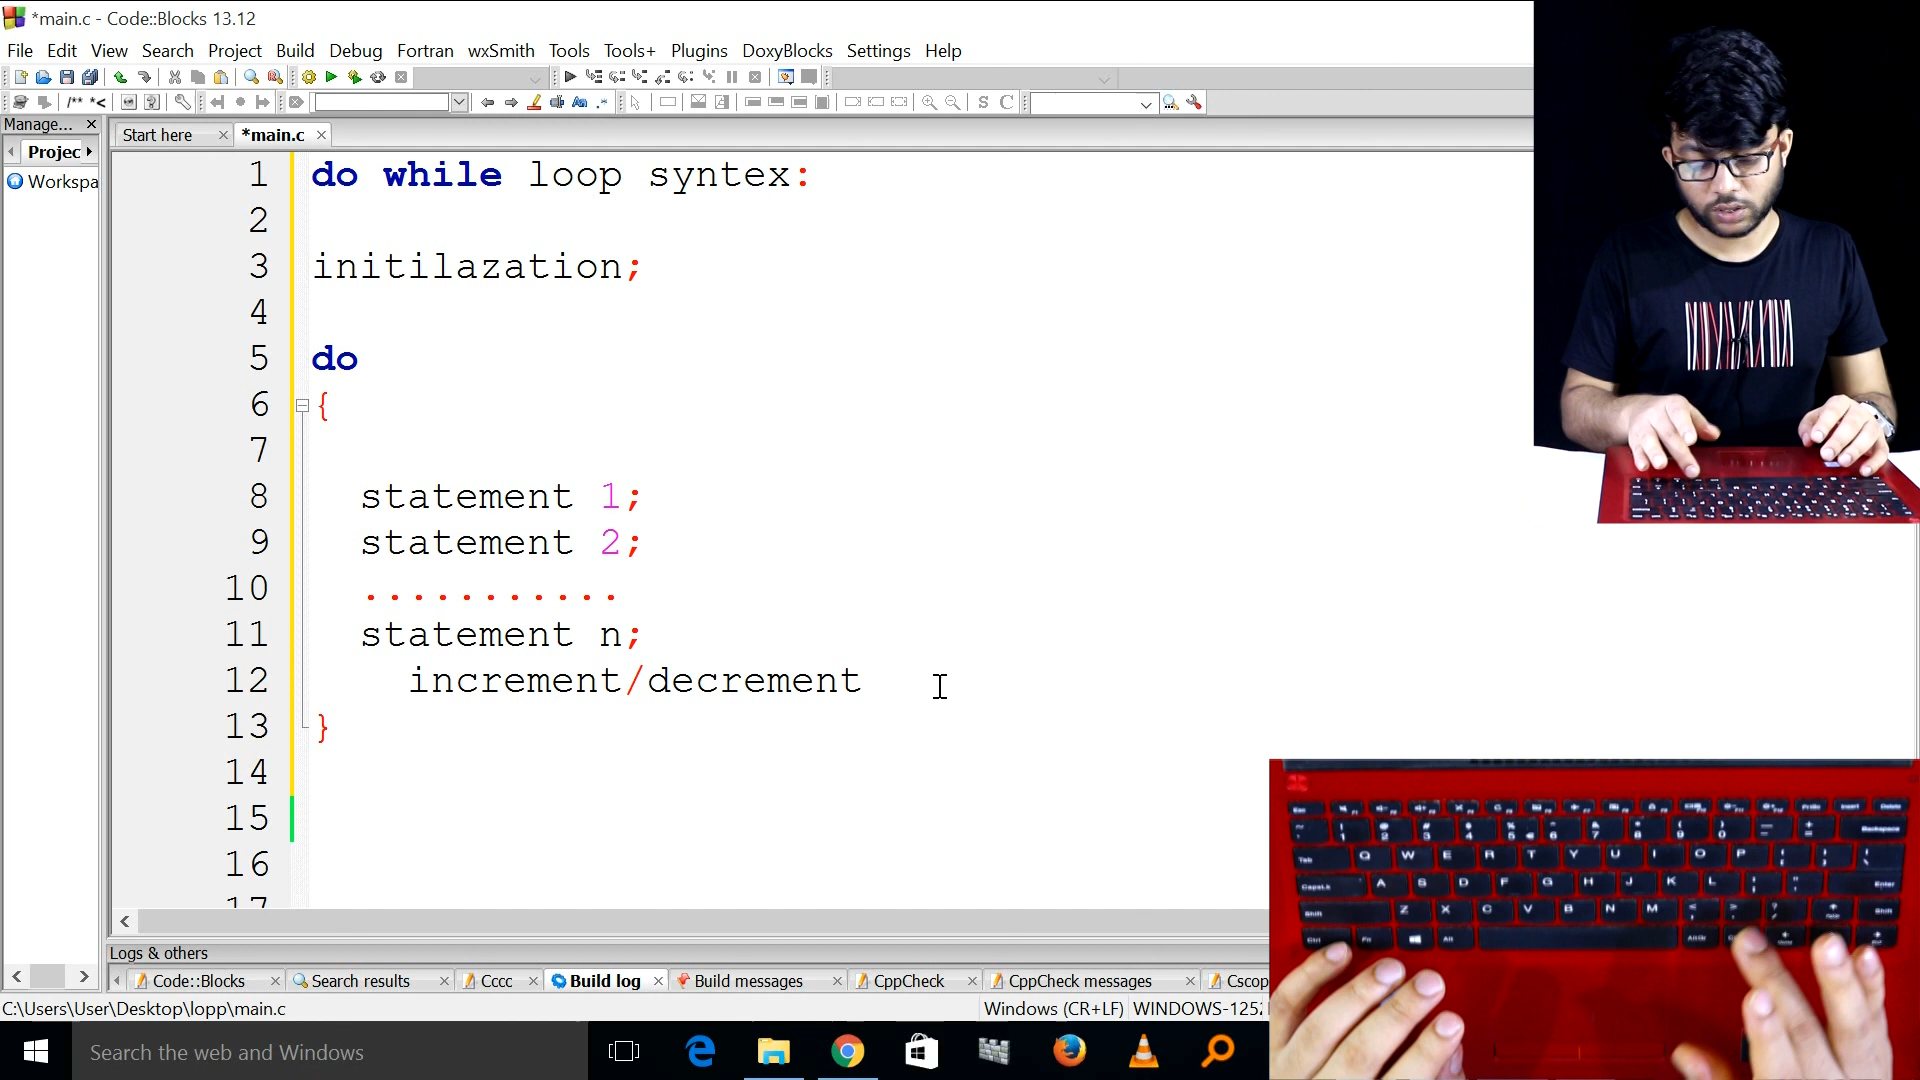 *main.c - Code::Blocks 13.12
File Edit View Search Project Build Debug Fortran wxSmith Tools Tools+ Plugins DoxyBlocks Settings Help
/** *<
S C
Manage...
Start here
*main.c
Projec
Workspa
1 do while loop syntex:
2
3 initilazation;
4
5 do
6 {
7
8 statement 1;
9 statement 2;
10 ...........
11 statement n;
12 increment/decrement
13 }
14
15
16
17
Logs & others
Code::Blocks
Search results
Cccc
Build log
Build messages
CppCheck
CppCheck messages
Cscop
C:\Users\User\Desktop\lopp\main.c
Windows (CR+LF) WINDOWS-1252
Search the web and Windows
Q W E R T Y U I O P
A S D F G H J K L
Z X C V B N M